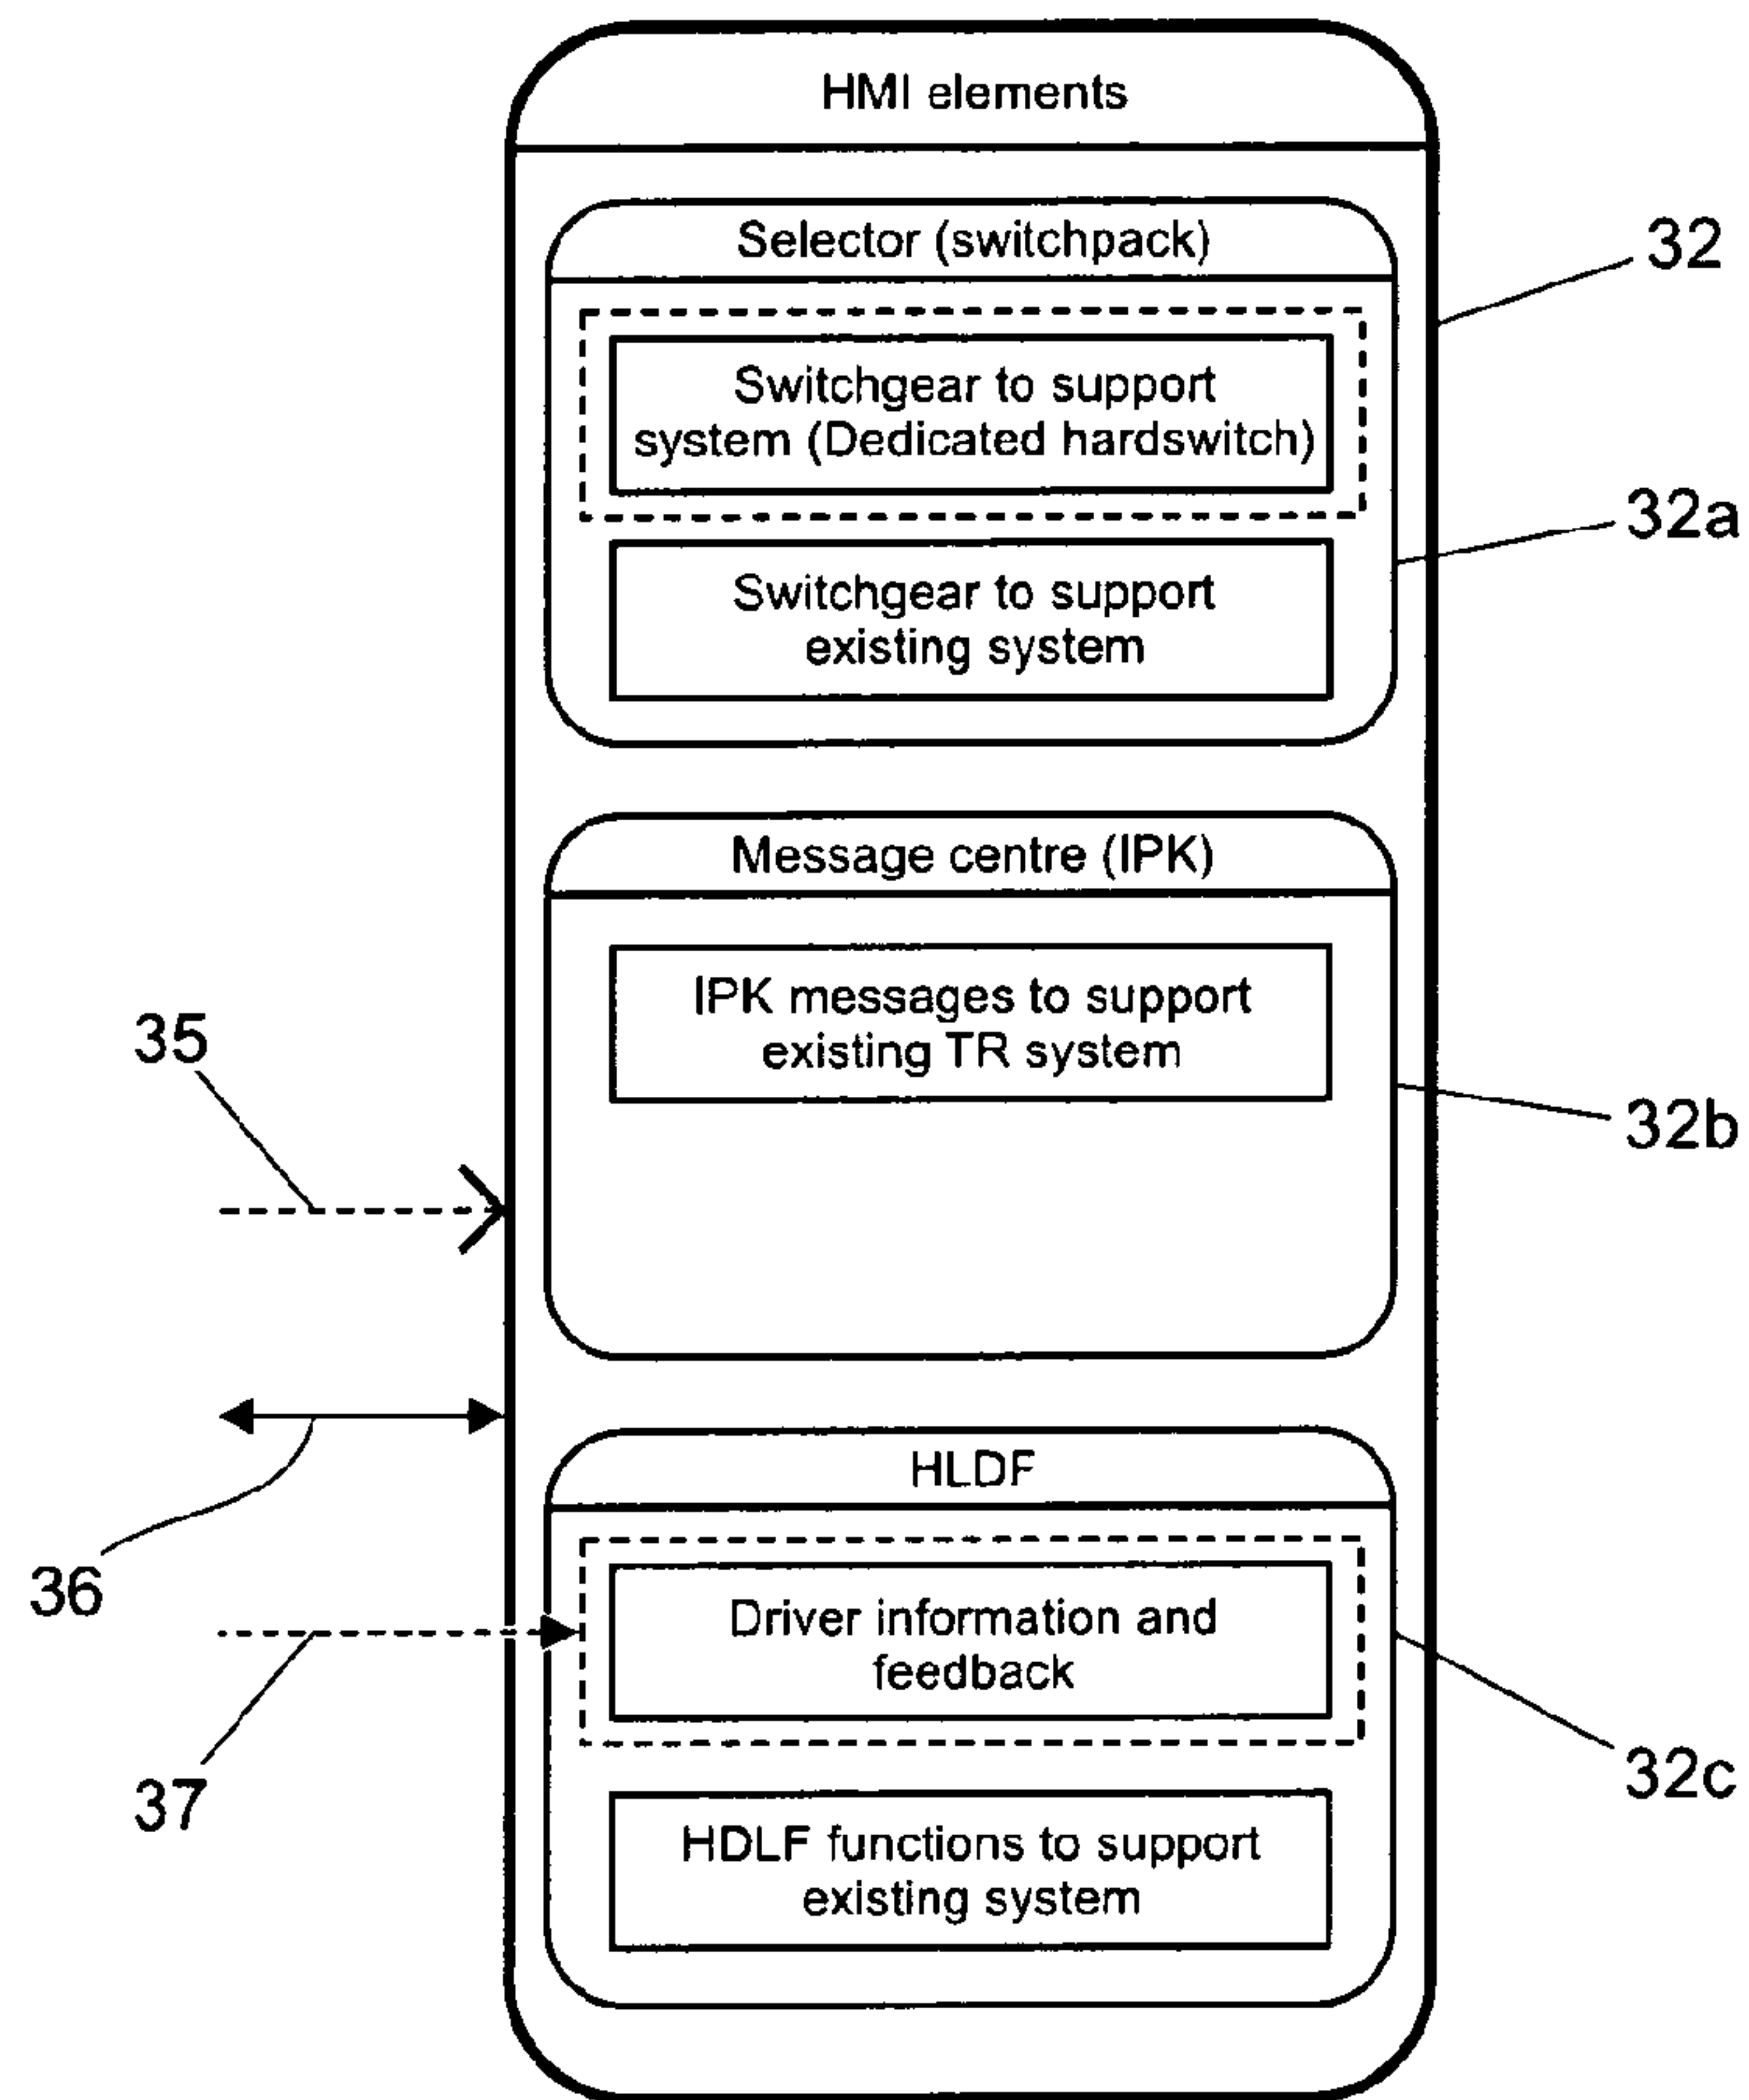 HMI elements
Selector (switchpack)
32
Switchgear to support
system (Dedicated hardswitch)
32a
Switchgear to support
existing system
Message centre (IPK)
IPK messages to support
existing TR system
35
32b
HLDF
36
Driver information and
feedback
37
32c
HDLF functions to support
existing system